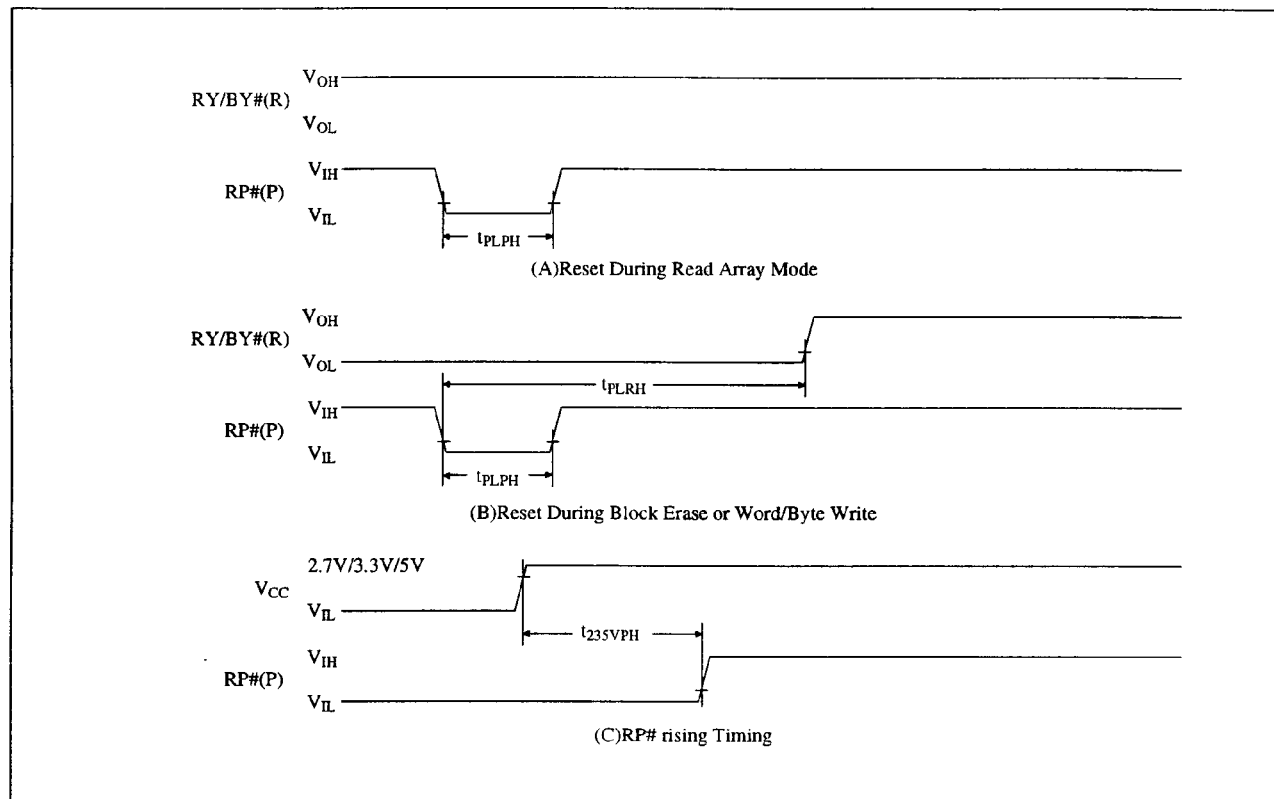 VOH
RY/BY#(R)
VOL
VIH
RP#(P)
VIL
tPLPH
(A)Reset During Read Array Mode
VOH
RY/BY#(R)
VOL
tPLRH
VIH
RP#(P)
VIL
tPLPH
(B)Reset During Block Erase or Word/Byte Write
2.7V/3.3V/5V
VCC
VIL
t235VPH
VIH
RP#(P)
VIL
(C)RP# rising Timing